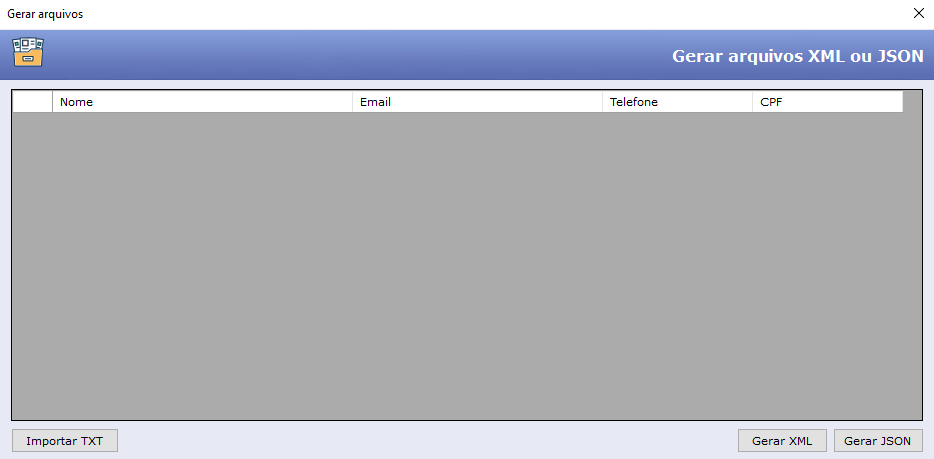 Gerar arquivos
Gerar arquivos XML ou JSON
Nome Email Telefone CPF
Importar TXT Gerar XML Gerar JSON